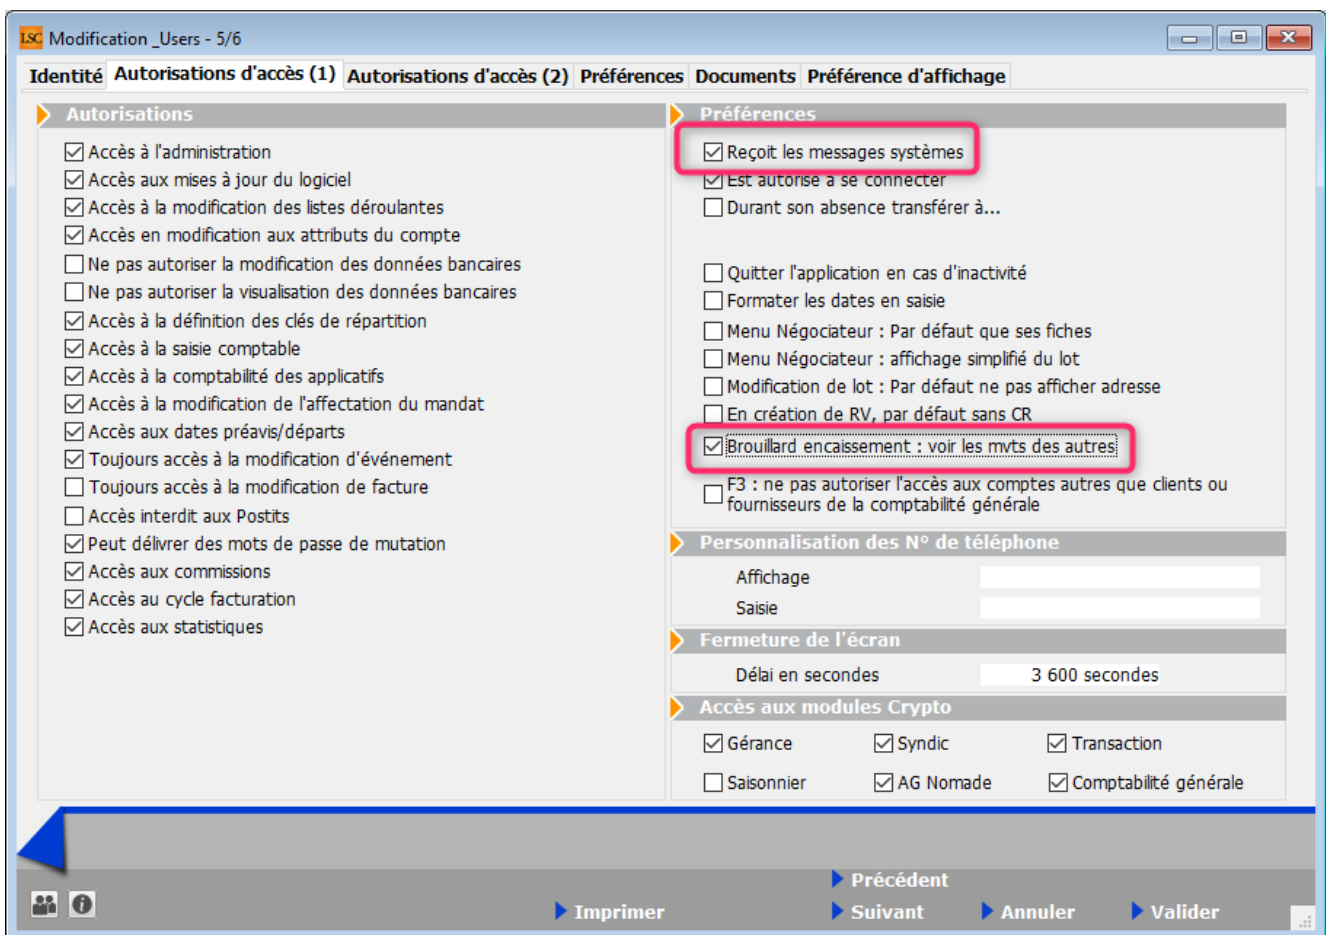 LSC Modification _Users - 5/6
Identité Autorisations d'accès (1) Autorisations d'accès (2) Préférences Documents Préférence d'affichage
Autorisations
Accès à l'administration
Accès aux mises à jour du logiciel
Accès à la modification des listes déroulantes
Accès en modification aux attributs du compte
Ne pas autoriser la modification des données bancaires
Ne pas autoriser la visualisation des données bancaires
Accès à la définition des clés de répartition
Accès à la saisie comptable
Accès à la comptabilité des applicatifs
Accès à la modification de l'affectation du mandat
Accès aux dates préavis/départs
Toujours accès à la modification d'événement
Toujours accès à la modification de facture
Accès interdit aux Postits
Peut délivrer des mots de passe de mutation
Accès aux commissions
Accès au cycle facturation
Accès aux statistiques
Préférences
Reçoit les messages systèmes
Est autorisé à se connecter
Durant son absence transférer à...
Quitter l'application en cas d'inactivité
Formater les dates en saisie
Menu Négociateur : Par défaut que ses fiches
Menu Négociateur : affichage simplifié du lot
Modification de lot : Par défaut ne pas afficher adresse
En création de RV, par défaut sans CR
Brouillard encaissement : voir les mvts des autres
F3 : ne pas autoriser l'accès aux comptes autres que clients ou
fournisseurs de la comptabilité générale
Personnalisation des N° de téléphone
Affichage
Saisie
Fermeture de l'écran
Délai en secondes 3 600 secondes
Accès aux modules Crypto
Gérance Syndic Transaction
Saisonnier AG Nomade Comptabilité générale
Précédent
Imprimer Suivant Annuler Valider